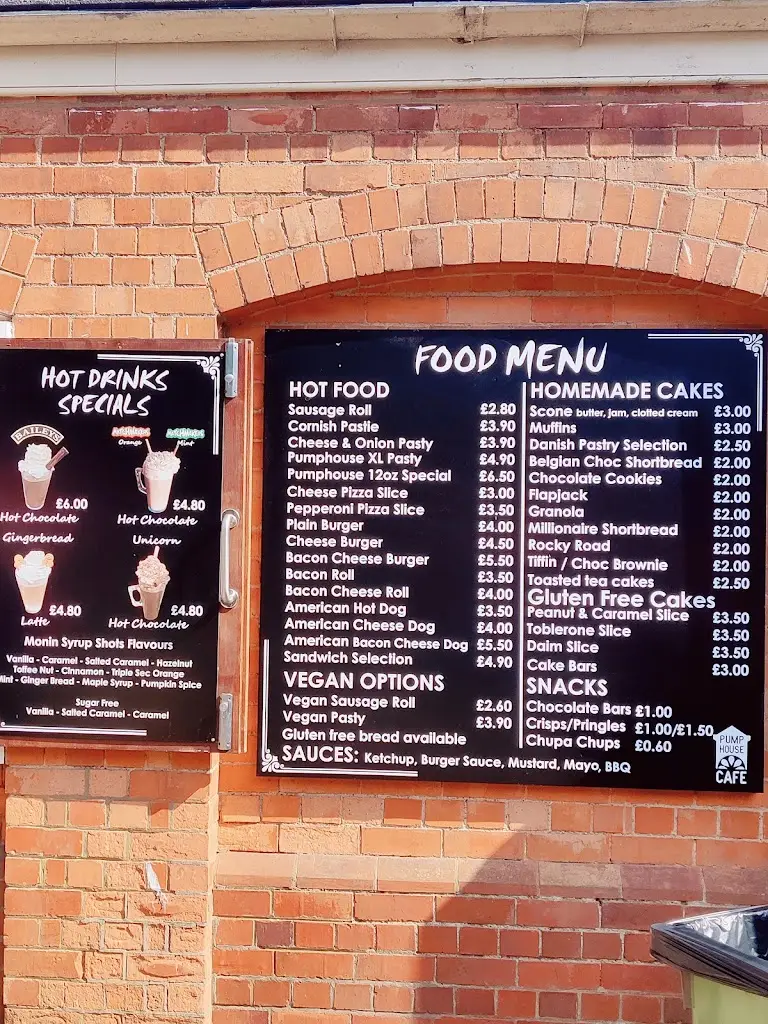 HOT DRINKS
SPECIALS
BAILEYS
Orange
Mint
£6.00
£4.80
Hot Chocolate
Hot Chocolate
Gingerbread
Unicorn
£4.80
£4.80
Latte
Hot Chocolate
Monin Syrup Shots Flavours
Vanilla - Caramel - Salted Caramel - Hazelnut
Toffee Nut - Cinnamon - Triple Sec Orange
Mint - Ginger Bread - Maple Syrup - Pumpkin Spice
Sugar Free
Vanilla - Salted Caramel - Caramel
FOOD MENU
HOT FOOD
Sausage Roll £2.80
Cornish Pastie £3.90
Cheese & Onion Pasty £3.90
Pumphouse XL Pasty £4.90
Pumphouse 12oz Special £6.50
Cheese Pizza Slice £3.00
Pepperoni Pizza Slice £3.50
Plain Burger £4.00
Cheese Burger £4.50
Bacon Cheese Burger £5.50
Bacon Roll £3.50
Bacon Cheese Roll £4.00
American Hot Dog £3.50
American Cheese Dog £4.00
American Bacon Cheese Dog £5.50
Sandwich Selection £4.90
VEGAN OPTIONS
Vegan Sausage Roll £2.60
Vegan Pasty £3.90
Gluten free bread available
SAUCES: Ketchup, Burger Sauce, Mustard, Mayo, BBQ
HOMEMADE CAKES
Scone butter, jam, clotted cream £3.00
Muffins £3.00
Danish Pastry Selection £2.50
Belgian Choc Shortbread £2.00
Chocolate Cookies £2.00
Flapjack £2.00
Granola £2.00
Millionaire Shortbread £2.00
Rocky Road £2.00
Tiffin / Choc Brownie £2.00
Toasted tea cakes £2.50
Gluten Free Cakes
Peanut & Caramel Slice £3.50
Toblerone Slice £3.50
Daim Slice £3.50
Cake Bars £3.00
SNACKS
Chocolate Bars £1.00
Crisps/Pringles £1.00/£1.50
Chupa Chups £0.60
PUMP
HOUSE
CAFE